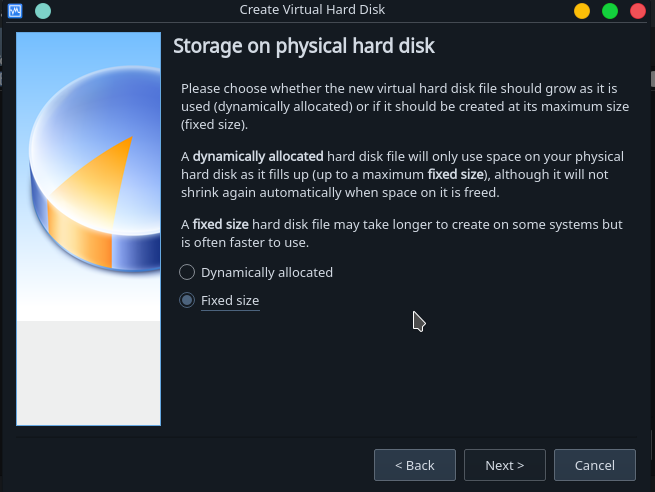 Create Virtual Hard Disk
Storage on physical hard disk
Please choose whether the new virtual hard disk file should grow as it is
used (dynamically allocated) or if it should be created at its maximum size
(fixed size).
A dynamically allocated hard disk file will only use space on your physical
hard disk as it fills up (up to a maximum fixed size), although it will not
shrink again automatically when space on it is freed.
A fixed size hard disk file may take longer to create on some systems but
is often faster to use.
Dynamically allocated
Fixed size
< Back
Next >
Cancel